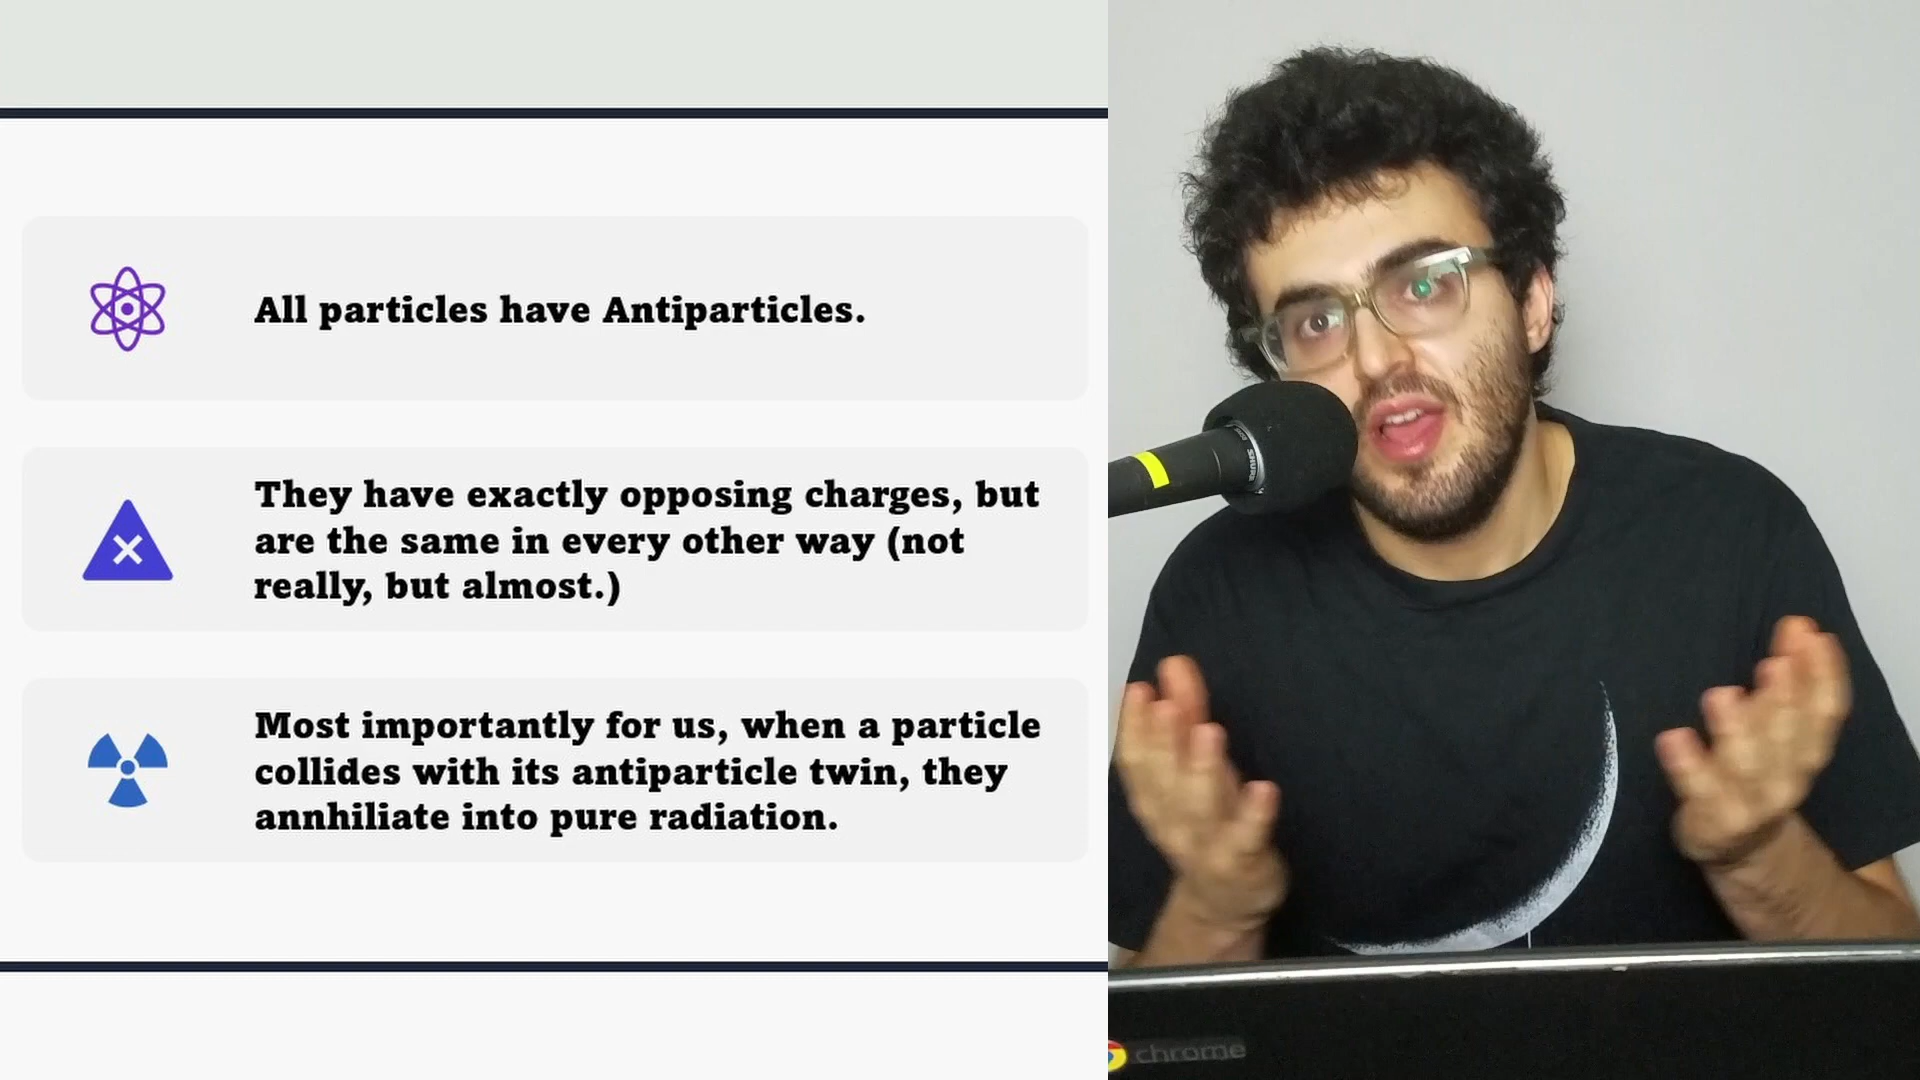 All particles have Antiparticles.
They have exactly opposing charges, but
are the same in every other way (not
really, but almost.)
Most importantly for us, when a particle
collides with its antiparticle twin, they
annhiliate into pure radiation.
SHURE
chrome